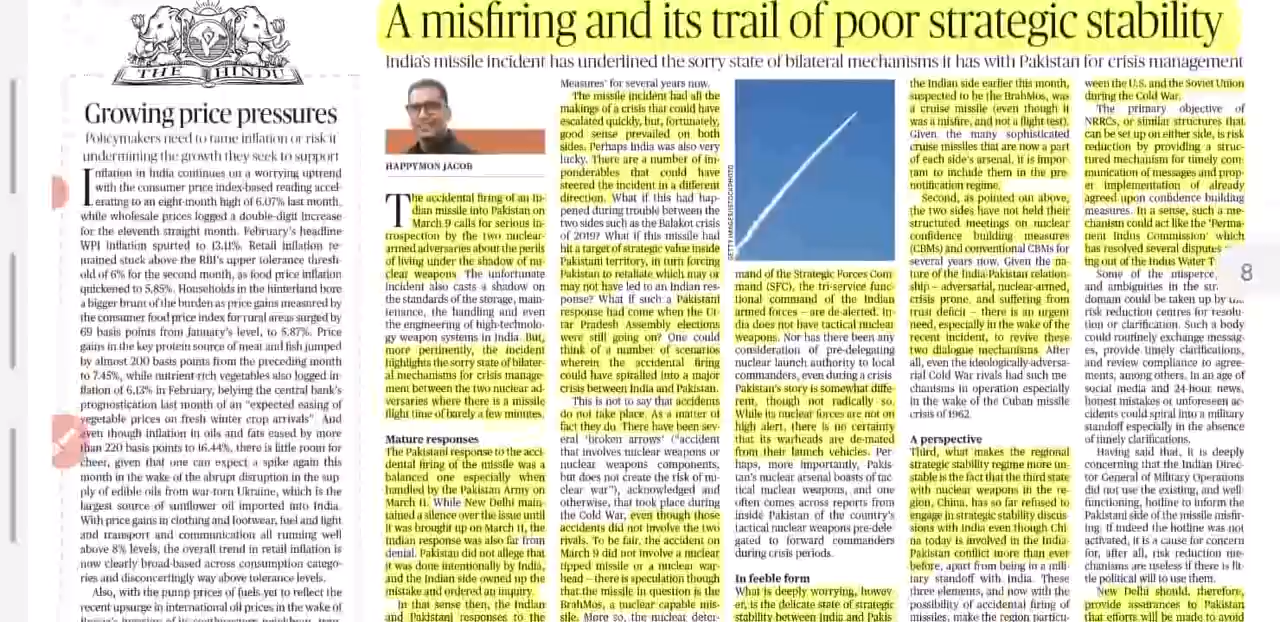 THE HINDU
Growing price pressures
Policymakers need to tame inflation or risk it
undermining the growth they seek to support
Inflation in India continues on a worrying uptrend
with the consumer price index-based reading accel-
erating to an eight-month high of 6.07% last month,
while wholesale prices logged a double-digit increase
for the eleventh straight month. February's headline
WPI inflation spurted to 13.11%. Retail inflation re-
mained stuck above the RBI's upper tolerance thresh-
old of 6% for the second month, as food price inflation
quickened to 5.85%. Households in the hinterland bore
a bigger brunt of the burden as price gains measured by
the consumer food price index for rural areas surged by
69 basis points from January's level, to 5.87%. Price
gains in the key protein source of meat and fish jumped
by almost 200 basis points from the preceding month
to 7.45%, while nutrient-rich vegetables also logged in-
flation of 6.13% in February, belying the central bank's
prognostication last month of an "expected easing of
vegetable prices on fresh winter crop arrivals". And
even though inflation in oils and fats eased by more
than 220 basis points to 16.44%, there is little room for
cheer, given that one can expect a spike again this
month in the wake of the abrupt disruption in the sup-
ply of edible oils from war-torn Ukraine, which is the
largest source of sunflower oil imported into India.
With price gains in clothing and footwear, fuel and light
and transport and communication all running well
above 8% levels, the overall trend in retail inflation is
now clearly broad-based across consumption catego-
ries and disconcertingly way above tolerance levels.
Also, with the pump prices of fuels yet to reflect the
recent upsurge in international oil prices in the wake of
A misfiring and its trail of poor strategic stability
India's missile incident has underlined the sorry state of bilateral mechanisms it has with Pakistan for crisis management
HAPPYMON JACOB
The accidental firing of an In-
dian missile into Pakistan on
March 9 calls for serious in-
trospection by the two nuclear-
armed adversaries about the perils
of living under the shadow of nu-
clear weapons. The unfortunate
incident also casts a shadow on
the standards of the storage, main-
tenance, the handling and even
the engineering of high-technolo-
gy weapon systems in India. But,
more pertinently, the incident
highlights the sorry state of bilater-
al mechanisms for crisis manage-
ment between the two nuclear ad-
versaries where there is a missile
flight time of barely a few minutes.
Mature responses
The Pakistani response to the acci-
dental firing of the missile was a
balanced one especially when
handled by the Pakistan Army on
March 11. While New Delhi main-
tained a silence over the issue until
it was brought up on March 11, the
Indian response was also far from
denial. Pakistan did not allege that
it was done intentionally by India,
and the Indian side owned up the
mistake and ordered an inquiry.
In that sense then, the Indian
and Pakistani responses to the
Measures' for several years now.
The missile incident had all the
makings of a crisis that could have
escalated quickly, but, fortunately,
good sense prevailed on both
sides. Perhaps India was also very
lucky. There are a number of im-
ponderables that could have
steered the incident in a different
direction. What if this had hap-
pened during trouble between the
two sides such as the Balakot crisis
of 2019? What if this missile had
hit a target of strategic value inside
Pakistani territory, in turn forcing
Pakistan to retaliate which may or
may not have led to an Indian res-
ponse? What if such a Pakistani
response had come when the Ut-
tar Pradesh Assembly elections
were still going on? One could
think of a number of scenarios
wherein the accidental firing
could have spiralled into a major
crisis between India and Pakistan.
This is not to say that accidents
do not take place. As a matter of
fact they do. There have been sev-
eral 'broken arrows' ("accident
that involves nuclear weapons or
nuclear weapons components,
but does not create the risk of nu-
clear war"), acknowledged and
otherwise, that took place during
the Cold War, even though those
accidents did not involve the two
rivals. To be fair, the accident on
March 9 did not involve a nuclear
tipped missile or a nuclear war-
head – there is speculation though
that the missile in question is the
BrahMos, a nuclear capable mis-
sile. More so, the nuclear deter-
GETTY IMAGES/ISTOCKPHOTO
mand of the Strategic Forces Com-
mand (SFC), the tri-service func-
tional command of the Indian
armed forces – are de-alerted. In-
dia does not have tactical nuclear
weapons. Nor has there been any
consideration of pre-delegating
nuclear launch authority to local
commanders, even during a crisis.
Pakistan's story is somewhat diffe-
rent, though not radically so.
While its nuclear forces are not on
high alert, there is no certainty
that its warheads are de-mated
from their launch vehicles. Per-
haps, more importantly, Pakis-
tan's nuclear arsenal boasts of tac-
tical nuclear weapons, and one
often comes across reports from
inside Pakistan of the country's
tactical nuclear weapons pre-dele-
gated to forward commanders
during crisis periods.
In feeble form
What is deeply worrying, howev-
er, is the delicate state of strategic
stability between India and Pakis-
the Indian side earlier this month,
suspected to be the BrahMos, was
a cruise missile (even though it
was a misfire, and not a flight test).
Given the many sophisticated
cruise missiles that are now a part
of each side's arsenal, it is impor-
tant to include them in the pre-
notification regime.
Second, as pointed out above,
the two sides have not held their
structured meetings on nuclear
confidence building measures
(CBMs) and conventional CBMs for
several years now. Given the na-
ture of the India-Pakistan relation-
ship – adversarial, nuclear-armed,
crisis prone, and suffering from
trust deficit – there is an urgent
need, especially in the wake of the
recent incident, to revive these
two dialogue mechanisms. After
all, even the ideologically-adversa-
rial Cold War rivals had such me-
chanisms in operation especially
in the wake of the Cuban missile
crisis of 1962.
A perspective
Third, what makes the regional
strategic stability regime more un-
stable is the fact that the third state
with nuclear weapons in the re-
gion, China, has so far refused to
engage in strategic stability discus-
sions with India even though Chi-
na today is involved in the India-
Pakistan conflict more than ever
before, apart from being in a mili-
tary standoff with India. These
three elements, and now with the
possibility of accidental firing of
missiles, make the region particu-
ween the U.S. and the Soviet Union
during the Cold War.
The primary objective of
NRRCs, or similar structures that
can be set up on either side, is risk
reduction by providing a struc-
tured mechanism for timely com-
munication of messages and prop-
er implementation of already
agreed upon confidence building
measures. In a sense, such a me-
chanism could act like the 'Perma-
nent Indus Commission' which
has resolved several disputes
ing out of the Indus Water T
Some of the misperce
and ambiguities in the
domain could be taken up by
risk reduction centres for resolu-
tion or clarification. Such a body
could routinely exchange messag-
es, provide timely clarifications,
and review compliance to agree-
ments, among others. In an age of
social media and 24-hour news,
honest mistakes or unforeseen ac-
cidents could spiral into a military
standoff especially in the absence
of timely clarifications.
Having said that, it is deeply
concerning that the Indian Direc-
tor General of Military Operations
did not use the existing, and well-
functioning, hotline to inform the
Pakistani side of the missile misfir-
ing. If indeed the hotline was not
activated, it is a cause for concern
for, after all, risk reduction me-
chanisms are useless if there is lit-
tle political will to use them.
New Delhi should, therefore,
provide assurances to Pakistan
that efforts will be made to avoid
8